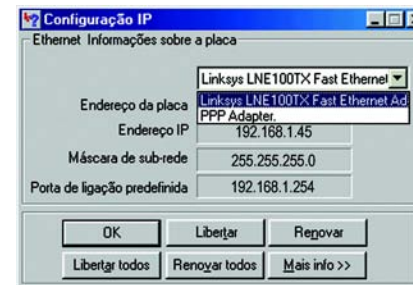 Configuração IP
Ethernet Informações sobre a placa
Linksys LNE100TX Fast Ethernet
Linksys LNE100TX Fast Ethernet Ad
PPP Adapter.
Endereço da placa
Endereço IP 192.168.1.45
Máscara de sub-rede 255.255.255.0
Porta de ligação predefinida 192.168.1.254
OK Libertar Renovar
Libertar todos Renovar todos Mais info >>